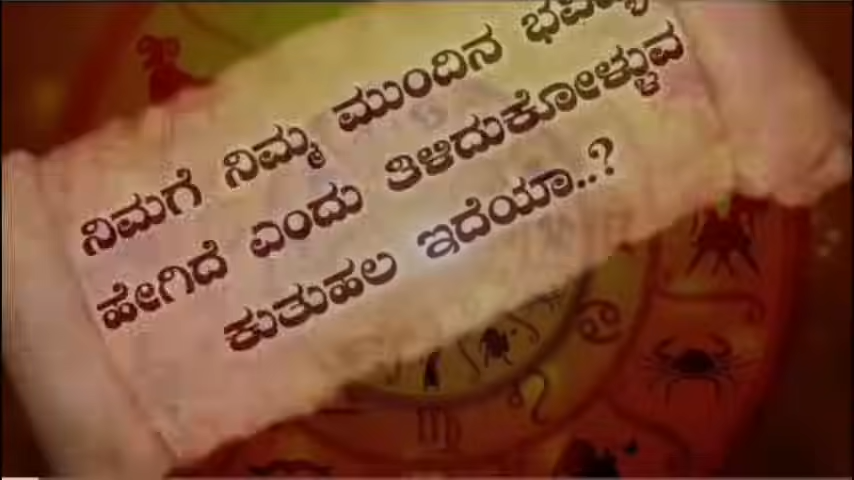 ನಿಮಗೆ ನಿಮ್ಮ ಮುಂದಿನ
ಹೇಗಿದೆ ಎಂದು ತಿಳಿದುಕೋಳ್ಳುವ
ಕುತುಹಲ ಇದೆಯಾ..?